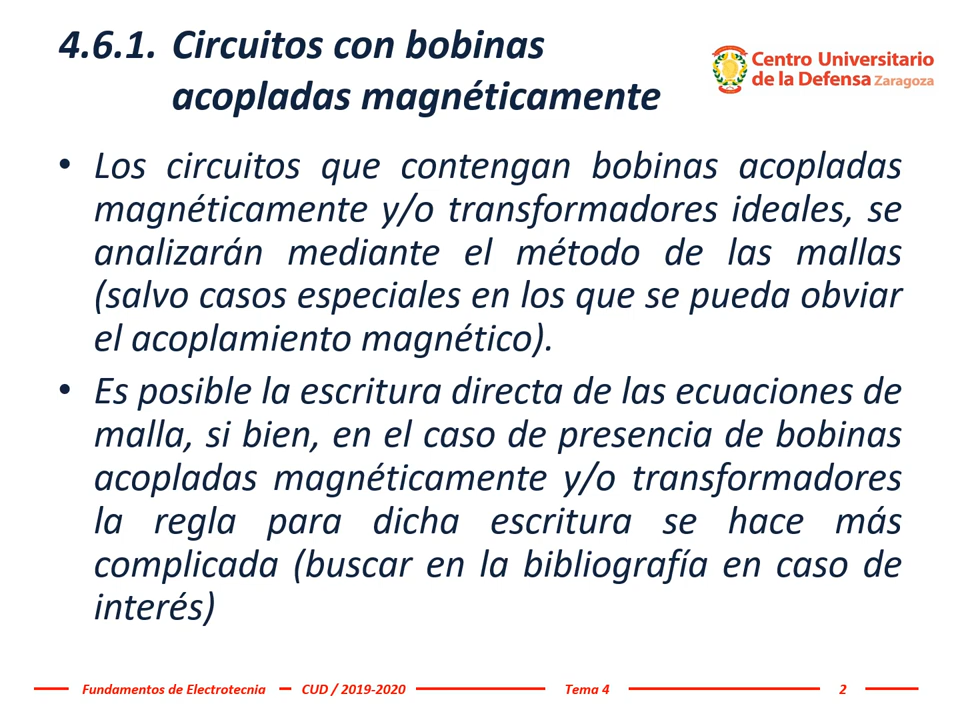 4.6.1. Circuitos con bobinas
acopladas magnéticamente
Centro Universitario
de la Defensa Zaragoza
• Los circuitos que contengan bobinas acopladas
magnéticamente y/o transformadores ideales, se
analizarán mediante el método de las mallas
(salvo casos especiales en los que se pueda obviar
el acoplamiento magnético).
• Es posible la escritura directa de las ecuaciones de
malla, si bien, en el caso de presencia de bobinas
acopladas magnéticamente y/o transformadores
la regla para dicha escritura se hace más
complicada (buscar en la bibliografía en caso de
interés)
Fundamentos de Electrotecnia CUD / 2019-2020 Tema 4 2